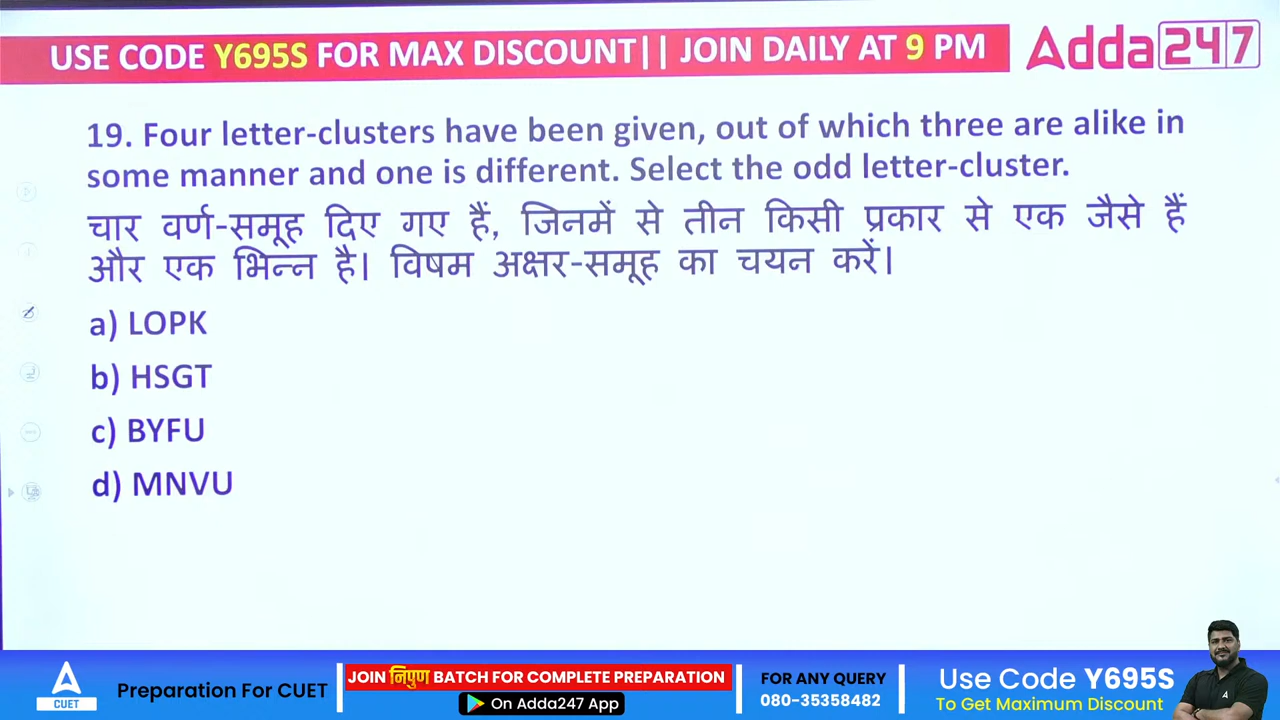 USE CODE Y695S FOR MAX DISCOUNT|| JOIN DAILY AT 9 PM
Adda247
19. Four letter-clusters have been given, out of which three are alike in
some manner and one is different. Select the odd letter-cluster.
चार वर्ण-समूह दिए गए हैं, जिनमें से तीन किसी प्रकार से एक जैसे हैं
और एक भिन्न है। विषम अक्षर-समूह का चयन करें।
a) LOPK
b) HSGT
c) BYFU
d) MNVU
CUET
Preparation For CUET
JOIN निपुण BATCH FOR COMPLETE PREPARATION
On Adda247 App
FOR ANY QUERY
080-35358482
Use Code Y695S
To Get Maximum Discount